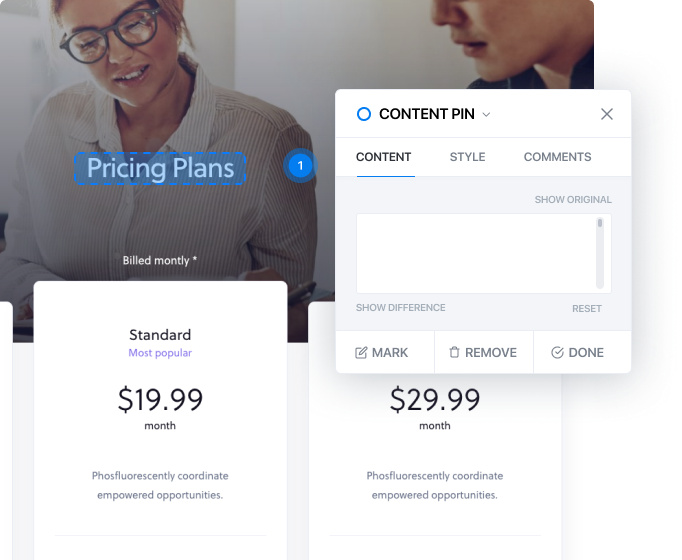 CONTENT PIN
CONTENT STYLE COMMENTS
Pricing Plans
1
SHOW ORIGINAL
Billed montly *
SHOW DIFFERENCE RESET
MARK REMOVE DONE
Standard
Most popular
$19.99
month
Phosfluorescently coordinate
empowered opportunities.
$29.99
month
Phosfluorescently coordinate
empowered opportunities.